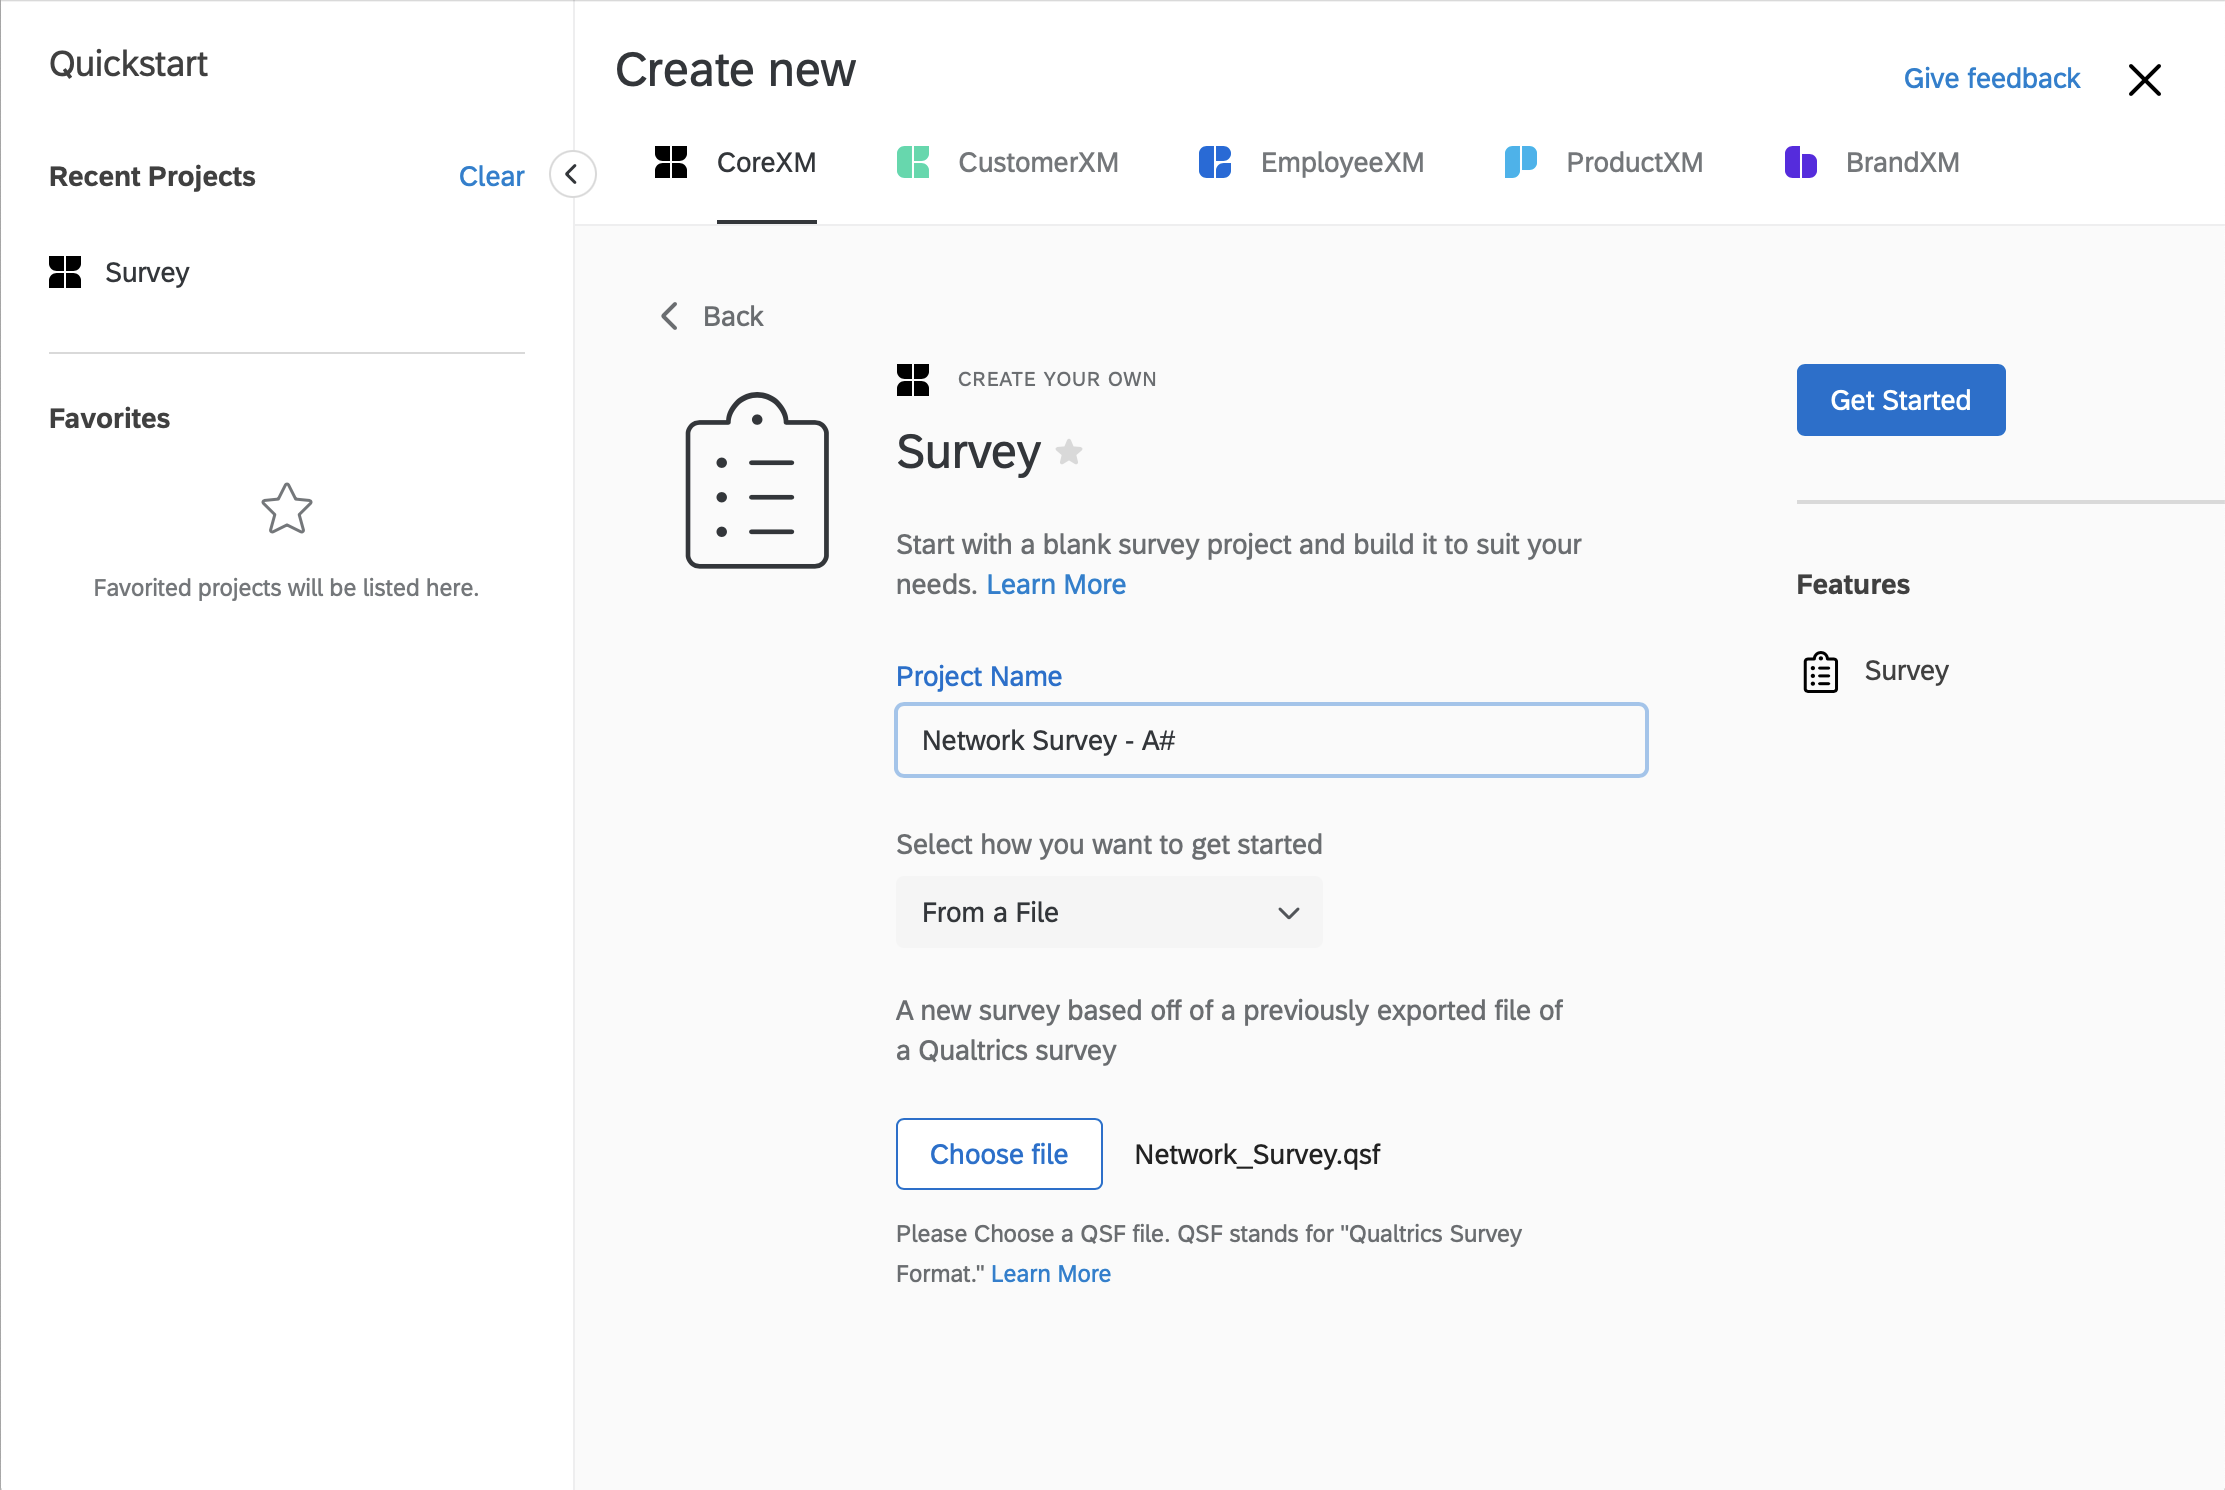 Quickstart
Recent Projects
Clear
Survey
Favorites
Favorited projects will be listed here.
Create new
Give feedback
CoreXM
CustomerXM
EmployeeXM
ProductXM
BrandXM
Back
CREATE YOUR OWN
Survey
Start with a blank survey project and build it to suit your
needs. Learn More
Project Name
Network Survey - A#
Select how you want to get started
From a File
A new survey based off of a previously exported file of
a Qualtrics survey
Choose file
Network_Survey.qsf
Please Choose a QSF file. QSF stands for "Qualtrics Survey
Format." Learn More
Get Started
Features
Survey